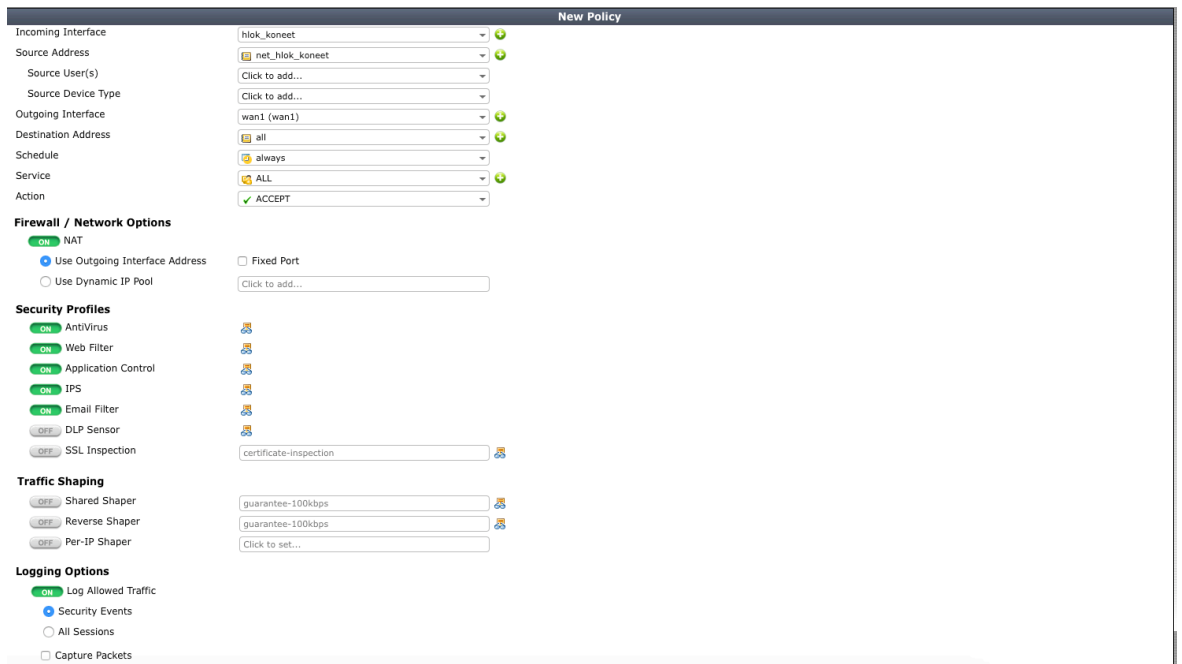 New Policy
Incoming Interface hlok_koneet
Source Address net_hlok_koneet
Source User(s) Click to add...
Source Device Type Click to add...
Outgoing Interface wan1 (wan1)
Destination Address all
Schedule always
Service ALL
Action ACCEPT
Firewall / Network Options
ON NAT
Use Outgoing Interface Address Fixed Port
Use Dynamic IP Pool Click to add...
Security Profiles
ON AntiVirus
ON Web Filter
ON Application Control
ON IPS
ON Email Filter
OFF DLP Sensor
OFF SSL Inspection certificate-inspection
Traffic Shaping
OFF Shared Shaper guarantee-100kbps
OFF Reverse Shaper guarantee-100kbps
OFF Per-IP Shaper Click to set...
Logging Options
ON Log Allowed Traffic
Security Events
All Sessions
Capture Packets